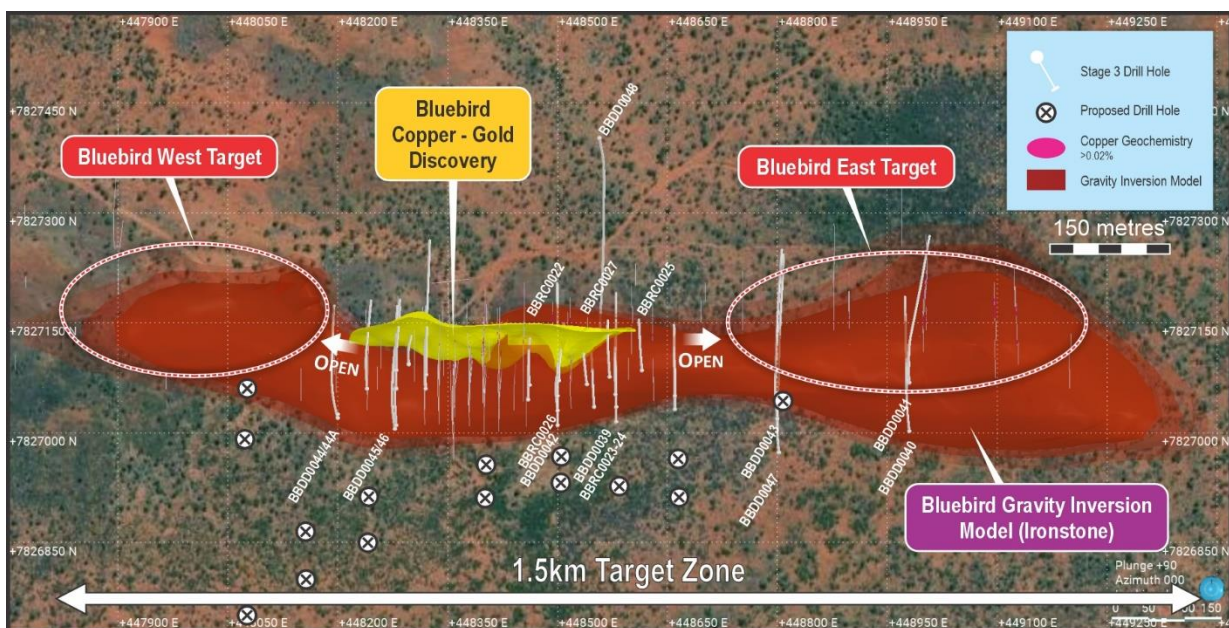 +447900 E
+448050 E
+448200 E
+448350 E
+448500 E
+448650 E
+448800 E
+448950 E
+449100 E
+449250 E
Stage 3 Drill Hole
Proposed Drill Hole
Copper Geochemistry
>0.02%
Gravity Inversion Model
150 metres
+7827450 N
BBDD0048
Bluebird
Copper - Gold
Discovery
Bluebird West Target
Bluebird East Target
+7827300 N
+7827300 N
BBRC0022
BBRC0027
BBRC0025
+7827150 N
+7827150 N
OPEN
OPEN
+7827000 N
+7827000 N
BBDD0044/44A
BBDD0045/46
BBRC0026
BBDD0042
BBDD0039
BBRC0023-24
BBDD0043
BBDD0047
BBDD0041
BBDD0040
Bluebird Gravity Inversion
Model (Ironstone)
+7826850 N
+7826850 N
1.5km Target Zone
Plunge +90
Azimuth 000
0 50 100 150
+447900 E
+448050 E
+448200 E
+448350 E
+448500 E
+448650 E
+448800 E
+448950 E
+449100 E
+449250 E